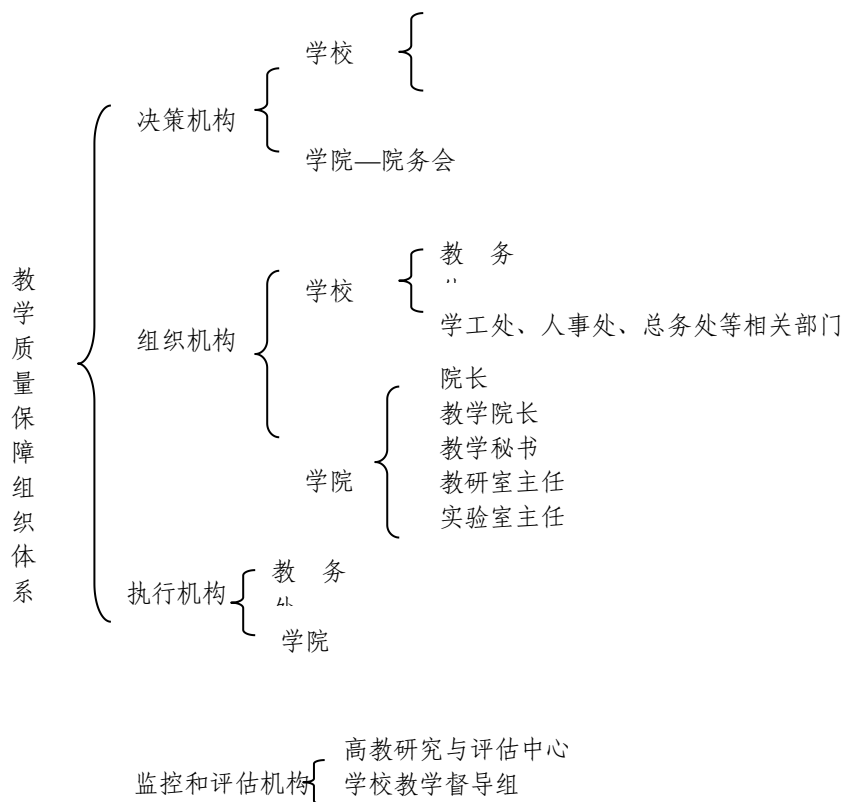 教学质量保障组织体系
决策机构
学校
学院—院务会
组织机构
学校
教 务
学工处、人事处、总务处等相关部门
学院
院长
教学院长
教学秘书
教研室主任
实验室主任
执行机构
教 务
学院
监控和评估机构
高教研究与评估中心
学校教学督导组